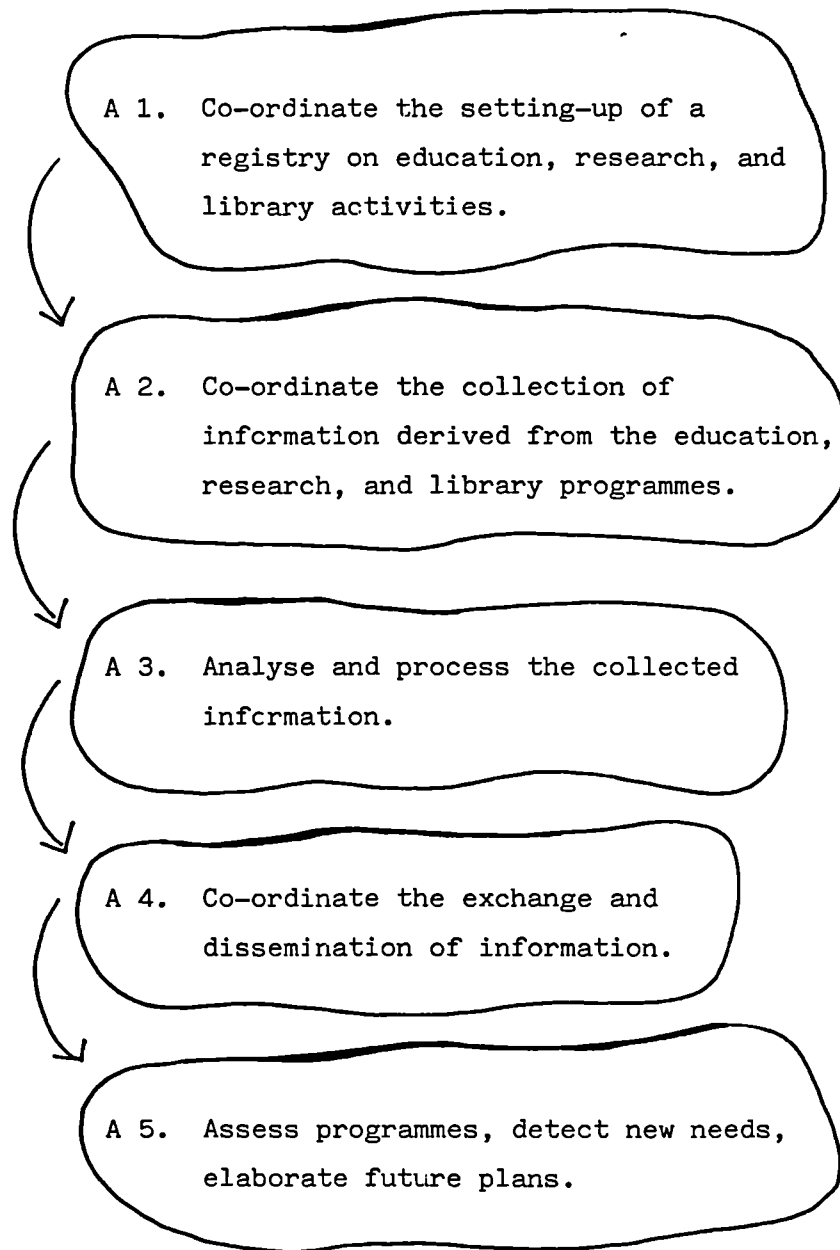 A 1. Co-ordinate the setting-up of a
registry on education, research, and
library activities.
A 2. Co-ordinate the collection of
information derived from the education,
research, and library programmes.
A 3. Analyse and process the collected
information.
A 4. Co-ordinate the exchange and
dissemination of information.
A 5. Assess programmes, detect new needs,
elaborate future plans.